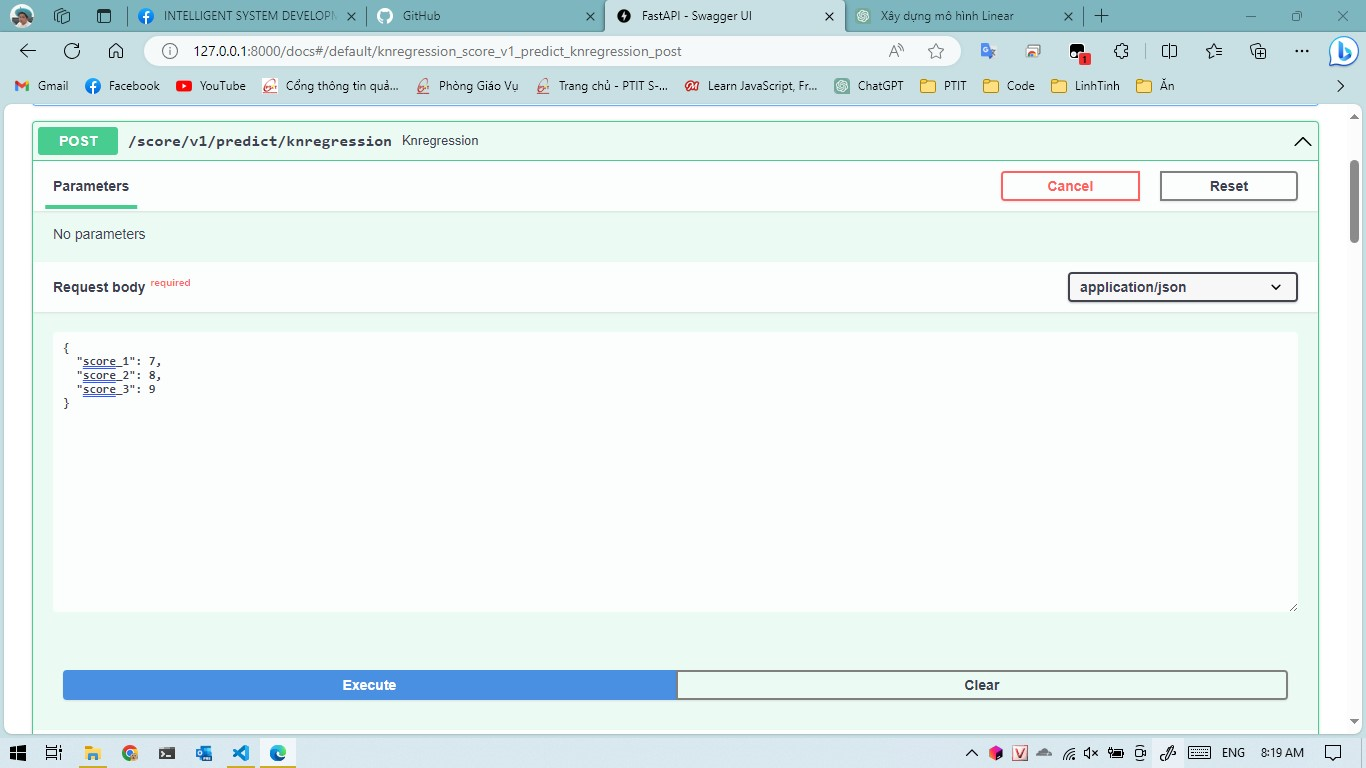 INTELLIGENT SYSTEM DEVELOPN
GitHub
FastAPI - Swagger UI
Xây dựng mô hình Linear
127.0.0.1:8000/docs#/default/knregression_score_v1_predict_knregression_post
1
Gmail
Facebook
YouTube
Cổng thông tin quả...
Phòng Giáo Vụ
Trang chủ - PTIT S-...
Learn JavaScript, Fr...
ChatGPT
PTIT
Code
LinhTinh
Ăn
POST /score/v1/predict/knregression Knregression
Parameters
Cancel
Reset
No parameters
Request body required
application/json
{
"score_1": 7,
"score_2": 8,
"score_3": 9
}
Execute
Clear
ENG
8:19 AM